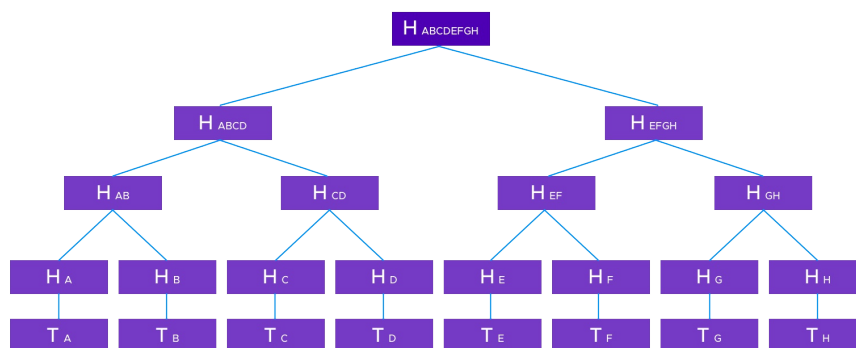 H ABCDEFGH
H ABCD H EFGH
H AB H CD H EF H GH
H A H B H C H D H E H F H G H H
T A T B T C T D T E T F T G T H